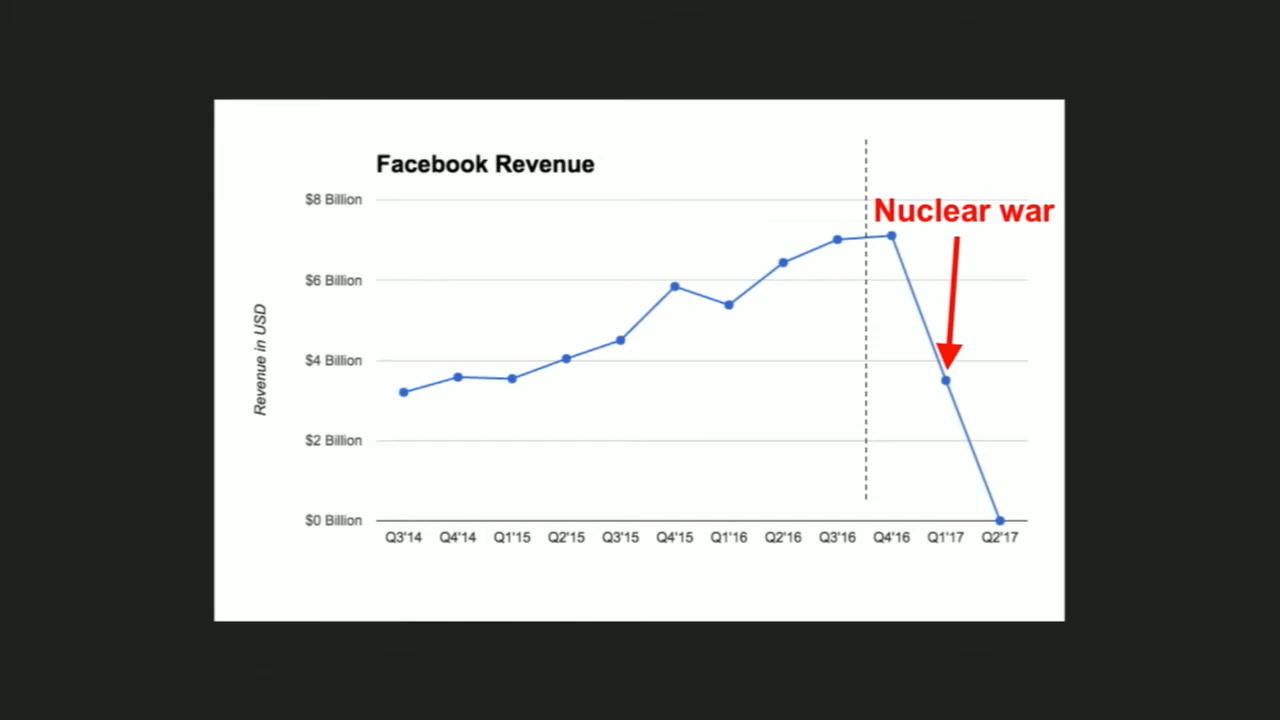 Facebook Revenue
$8 Billion
Nuclear war
$6 Billion
Revenue in USD
$4 Billion
$2 Billion
$0 Billion
Q3'14 Q4'14 Q1'15 Q2'15 Q3'15 Q4'15 Q1'16 Q2'16 Q3'16 Q4'16 Q1'17 Q2'17